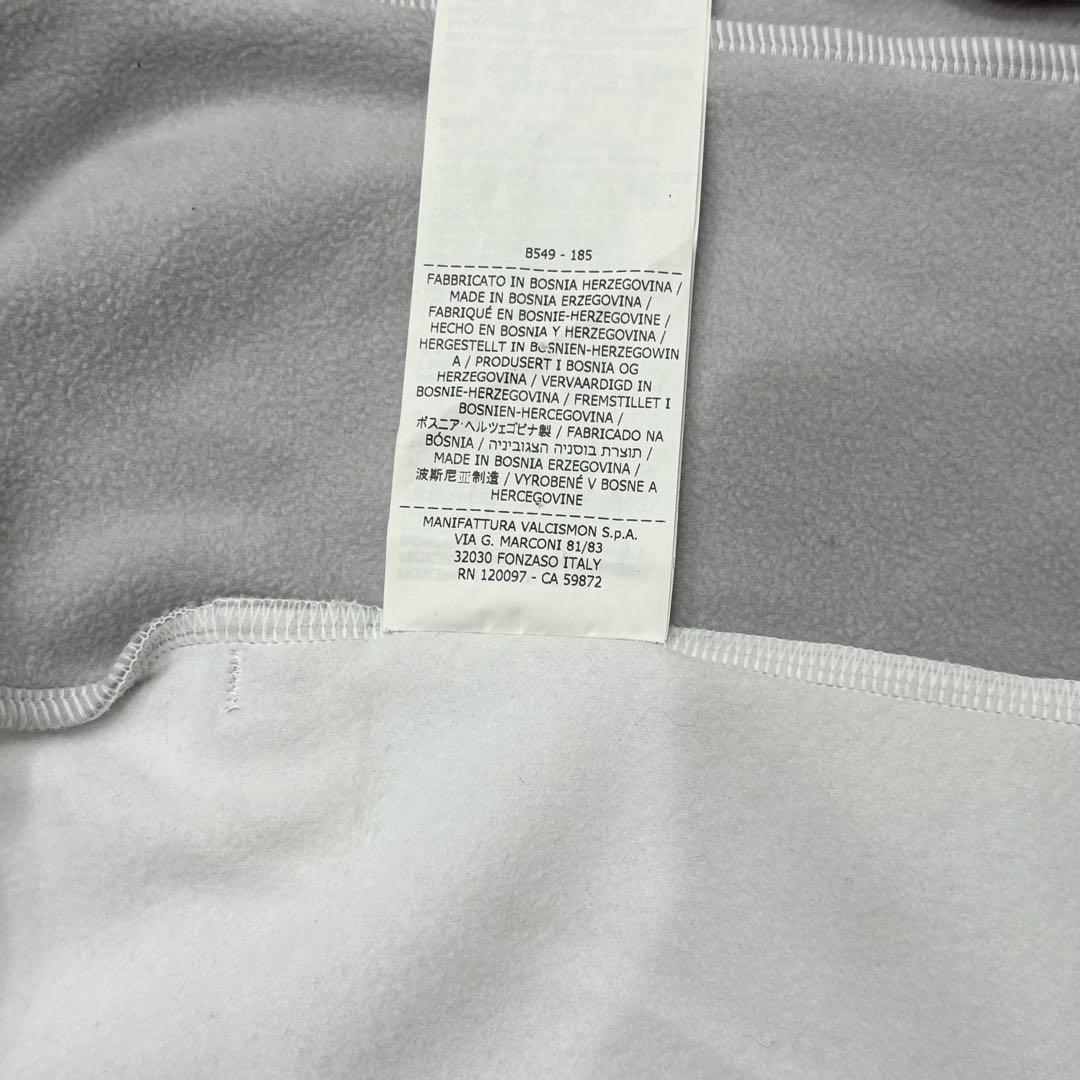 B549 - 185
FABBRICATO IN BOSNIA HERZEGOVINA /
MADE IN BOSNIA ERZEGOVINA /
FABRIQUÉ EN BOSNIE-HERZEGOVINE /
HECHO EN BOSNIA Y HERZEGOVINA /
HERGESTELLT IN BOSNIEN-HERZEGOWIN
A / PRODUSERT I BOSNIA OG
HERZEGOVINA / VERVAARDIGD IN
BOSNIE-HERZEGOVINA / FREMSTILLET I
BOSNIEN-HERCEGOVINA /
ボスニア·ヘルツェゴビナ製 / FABRICADO NA
BÓSNIA / תוצרת בוסניה הצגוביניה /
MADE IN BOSNIA ERZEGOVINA /
波斯尼亚制造 / VYROBENÉ V BOSNE A
HERCEGOVINE
MANIFATTURA VALCISMON S.p.A.
VIA G. MARCONI 81/83
32030 FONZASO ITALY
RN 120097 - CA 59872